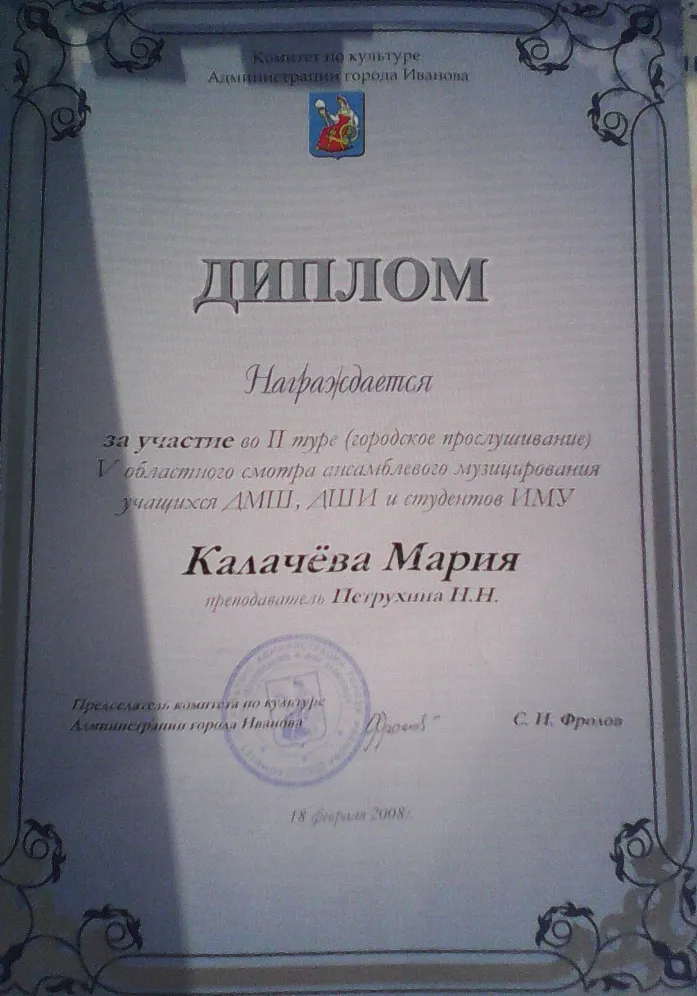 Комитет по культуре
Администрации города Иванова
ДИПЛОМ
Награждается
за участие во II туре (городское прослушивание)
V областного смотра ансамблевого музицирования
учащихся ДМШ, ДШИ и студентов ИМУ
Калачёва Мария
преподаватель Петрухина Н.Н.
Председатель комитета по культуре
Администрации города Иванова
С. И. Фролов
18 февраля 2008г.